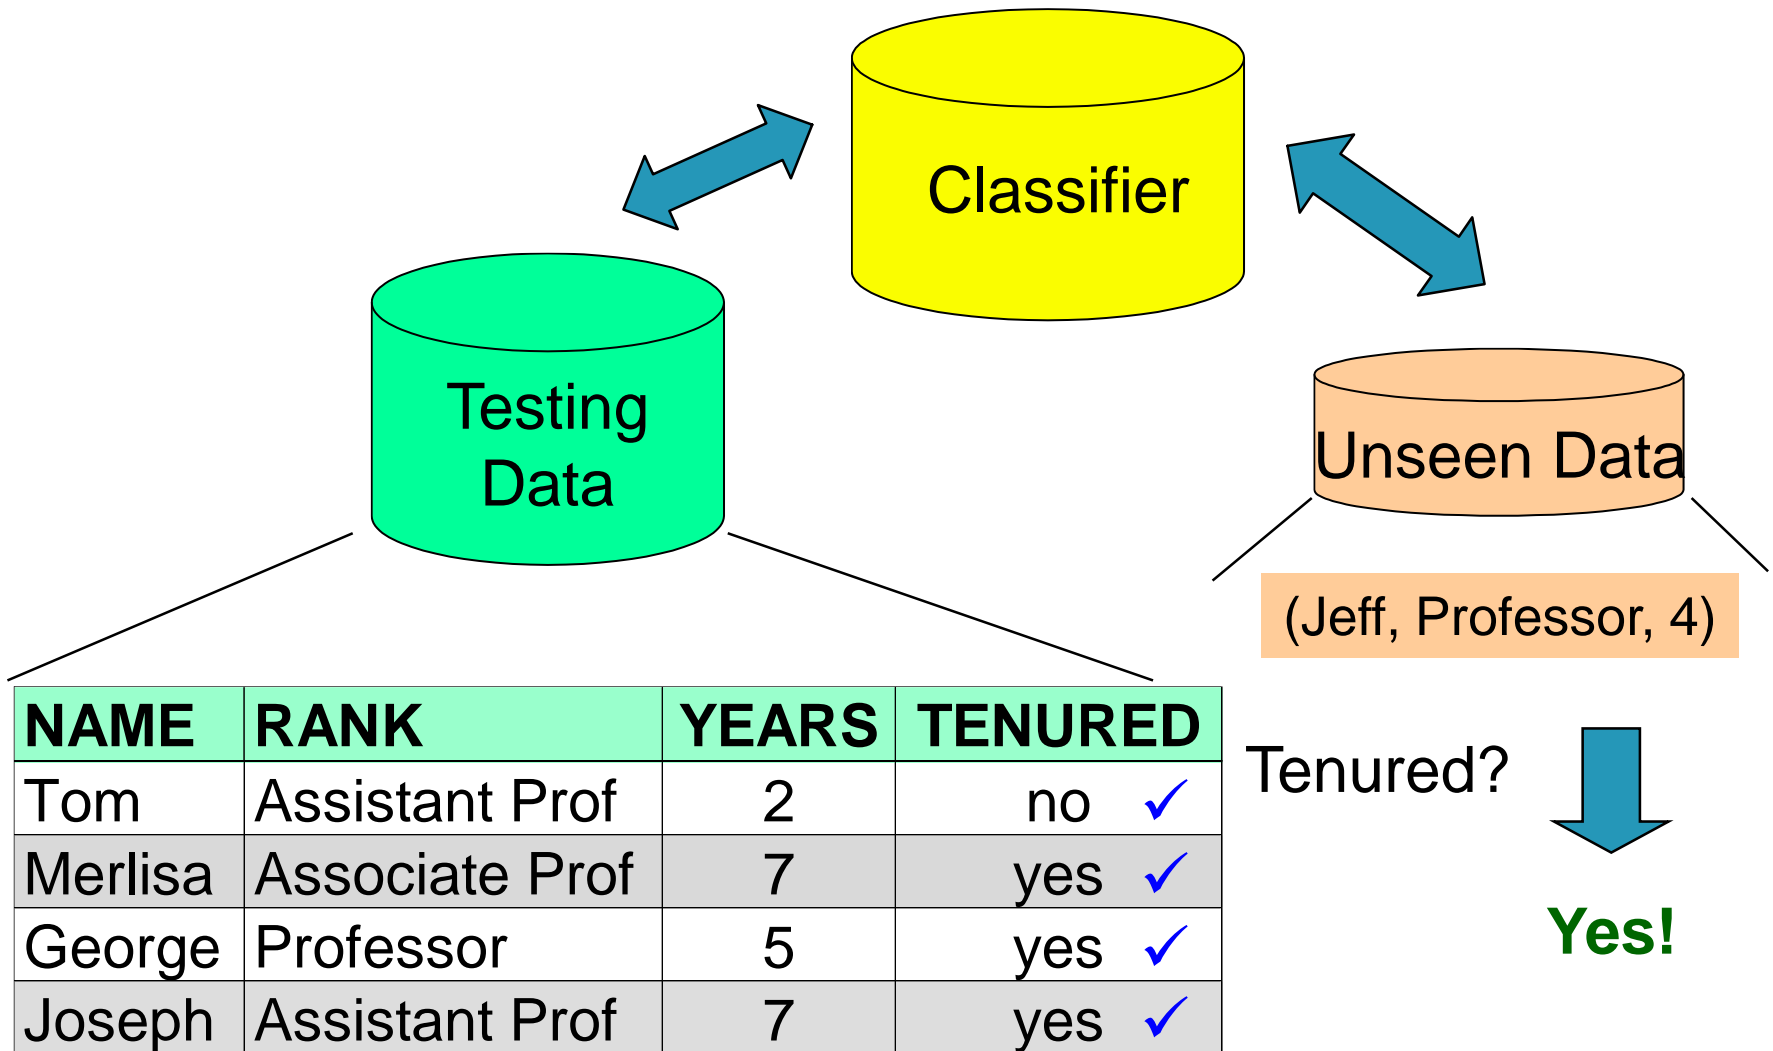 Classifier
Testing
Data
Unseen Data
(Jeff, Professor, 4)
NAME RANK YEARS TENURED
Tom Assistant Prof 2 no ✓
Merlisa Associate Prof 7 yes ✓
George Professor 5 yes ✓
Joseph Assistant Prof 7 yes ✓
Tenured?
Yes!